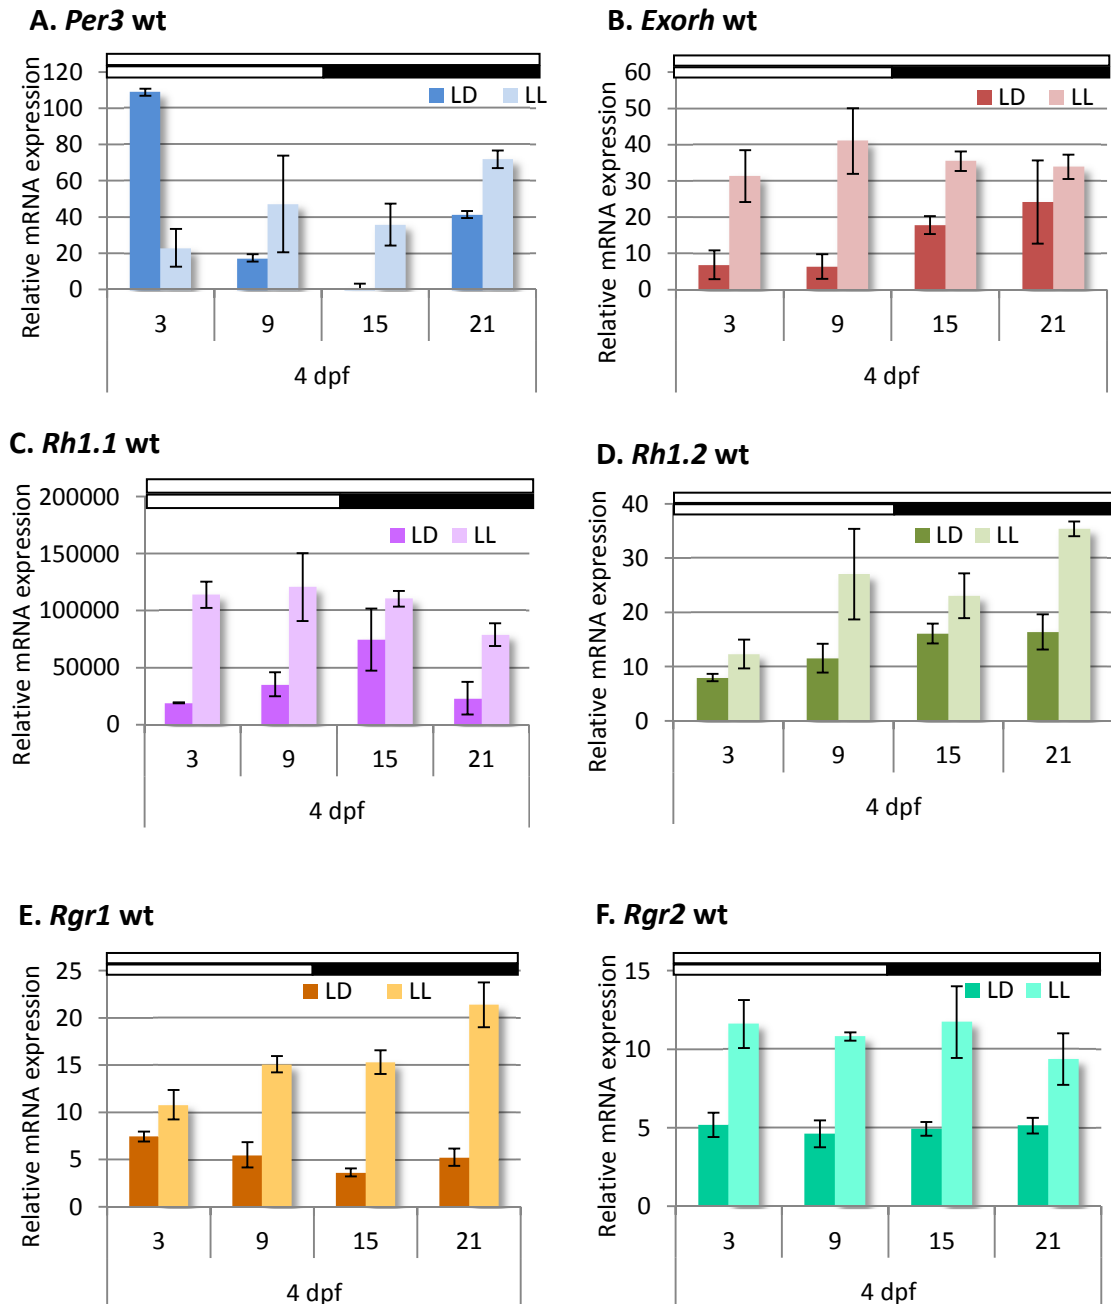 A. Per3 wt
Relative mRNA expression
120
100
80
60
40
20
0
LD LL
3 9 15 21
4 dpf
B. Exorh wt
Relative mRNA expression
60
50
40
30
20
10
0
LD LL
3 9 15 21
4 dpf
C. Rh1.1 wt
Relative mRNA expression
200000
150000
100000
50000
0
LD LL
3 9 15 21
4 dpf
D. Rh1.2 wt
Relative mRNA expression
40
30
20
10
0
LD LL
3 9 15 21
4 dpf
E. Rgr1 wt
Relative mRNA expression
25
20
15
10
5
0
LD LL
3 9 15 21
4 dpf
F. Rgr2 wt
Relative mRNA expression
15
10
5
0
LD LL
3 9 15 21
4 dpf